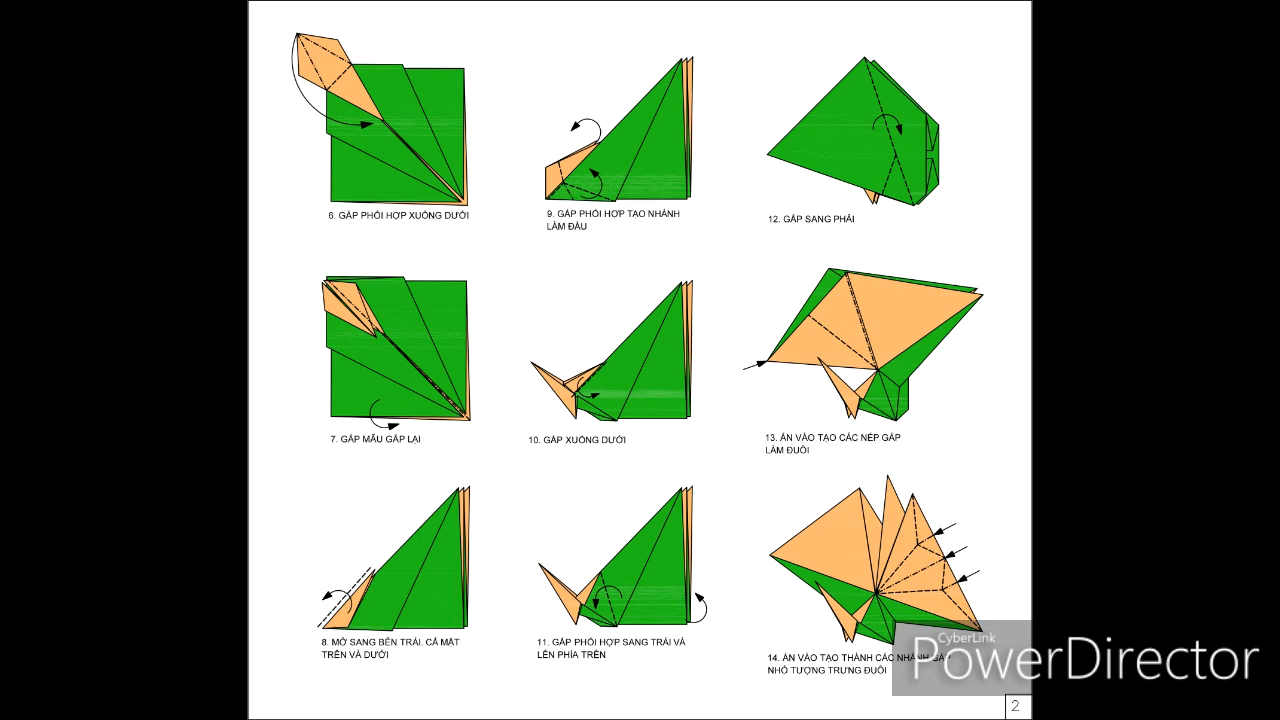 6. GẤP PHỐI HỢP XUỐNG DƯỚI
7. GẤP MẪU GẤP LẠI
8. MỞ SANG BÊN TRÁI. CẢ MẶT
TRÊN VÀ DƯỚI
9. GẤP PHỐI HỢP TẠO NHÁNH
LÀM ĐẦU
10. GẤP XUỐNG DƯỚI
11. GẤP PHỐI HỢP SANG TRÁI VÀ
LÊN PHÍA TRÊN
12. GẤP SANG PHẢI
13. ẤN VÀO TẠO CÁC NẾP GẤP
LÀM ĐUÔI
14. ẤN VÀO TẠO THÀNH CÁC NHÁNH GẤP
NHỎ TƯỢNG TRƯNG ĐUÔI
CyberLink
PowerDirector
2